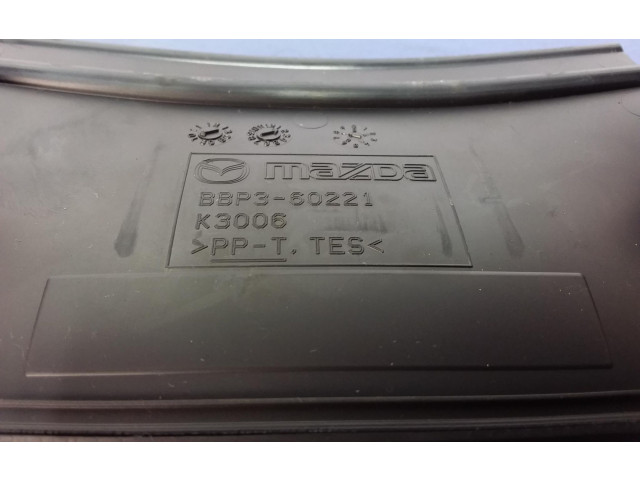 mazda
BBP3-60221
K3006
>PP-T, TES<